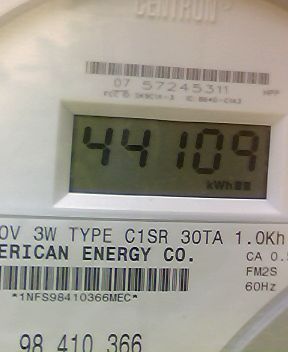 CENTRON
07 57245311
44109
kWh
0V 3W TYPE C1SR 30TA 1.0Kh
ERICAN ENERGY CO.
CA 0.5
FM2S
60Hz
*1NFS98410366MEC*
98 410 366